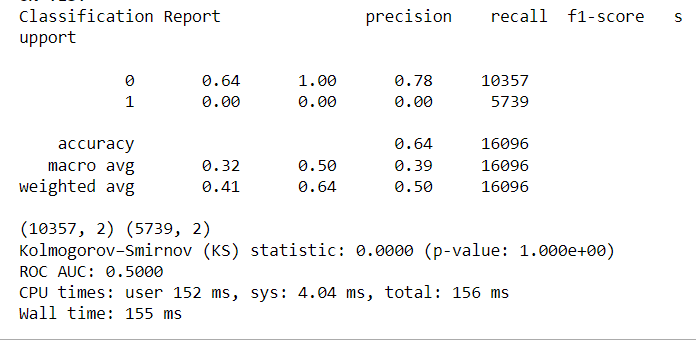 Classification Report precision recall f1-score s
upport
0 0.64 1.00 0.78 10357
1 0.00 0.00 0.00 5739
accuracy 0.64 16096
macro avg 0.32 0.50 0.39 16096
weighted avg 0.41 0.64 0.50 16096
(10357, 2) (5739, 2)
Kolmogorov–Smirnov (KS) statistic: 0.0000 (p-value: 1.000e+00)
ROC AUC: 0.5000
CPU times: user 152 ms, sys: 4.04 ms, total: 156 ms
Wall time: 155 ms